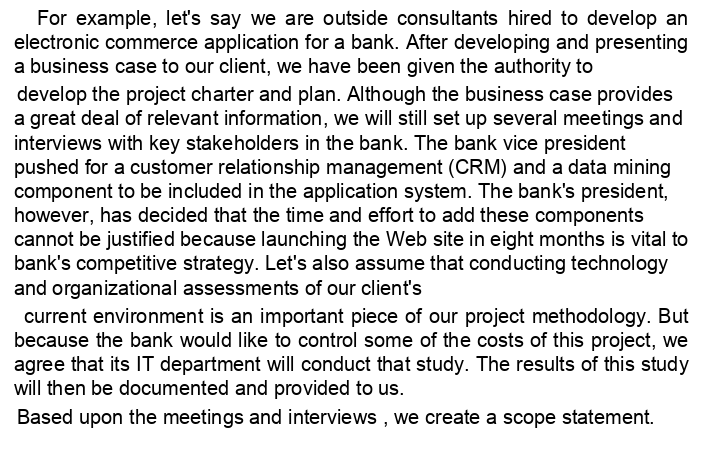 For example, let's say we are outside consultants hired to develop an
electronic commerce application for a bank. After developing and presenting
a business case to our client, we have been given the authority to
develop the project charter and plan. Although the business case provides
a great deal of relevant information, we will still set up several meetings and
interviews with key stakeholders in the bank. The bank vice president
pushed for a customer relationship management (CRM) and a data mining
component to be included in the application system. The bank's president,
however, has decided that the time and effort to add these components
cannot be justified because launching the Web site in eight months is vital to
bank's competitive strategy. Let's also assume that conducting technology
and organizational assessments of our client's
current environment is an important piece of our project methodology. But
because the bank would like to control some of the costs of this project, we
agree that its IT department will conduct that study. The results of this study
will then be documented and provided to us.
Based upon the meetings and interviews , we create a scope statement.